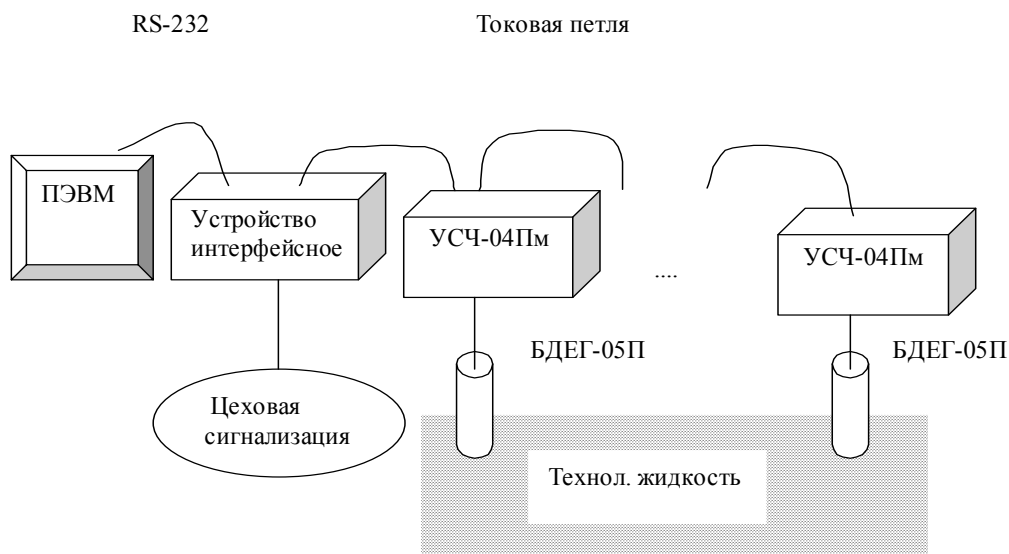 RS-232
Токовая петля
ПЭВМ
Устройство
интерфейсное
УСЧ-04Пм
....
УСЧ-04Пм
БДЕГ-05П
БДЕГ-05П
Цеховая
сигнализация
Технол. жидкость